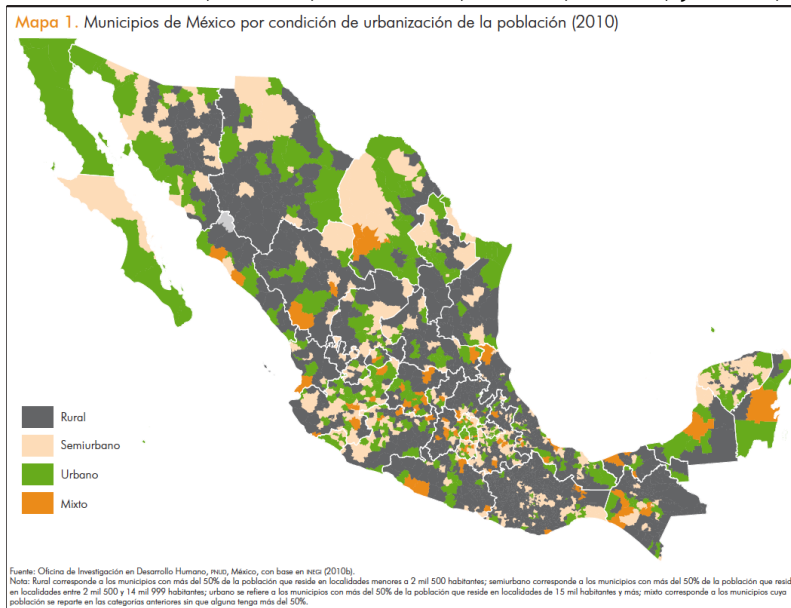 Mapa 1. Municipios de México por condición de urbanización de la población (2010)
Rural
Semiurbano
Urbano
Mixto
Fuente: Oficina de Investigación en Desarrollo Humano, PNUD, México, con base en INEGI (2010b).
Nota: Rural corresponde a los municipios con más del 50% de la población que reside en localidades menores a 2 mil 500 habitantes; semiurbano corresponde a los municipios con más del 50% de la población que resid
en localidades entre 2 mil 500 y 14 mil 999 habitantes; urbano se refiere a los municipios con más del 50% de la población que reside en localidades de 15 mil habitantes y más; mixto corresponde a los municipios cuya
población se reparte en las categorías anteriores sin que alguna tenga más del 50%.